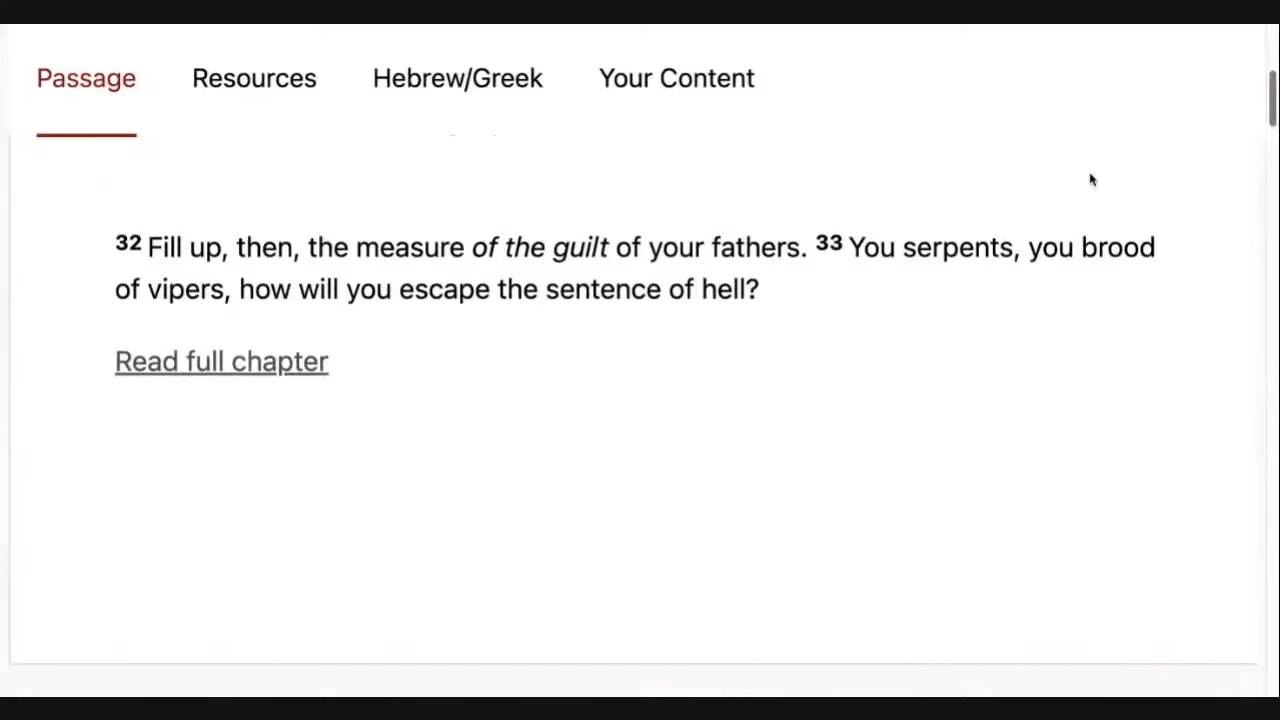 Passage Resources Hebrew/Greek Your Content
32 Fill up, then, the measure of the guilt of your fathers. 33 You serpents, you brood
of vipers, how will you escape the sentence of hell?
Read full chapter